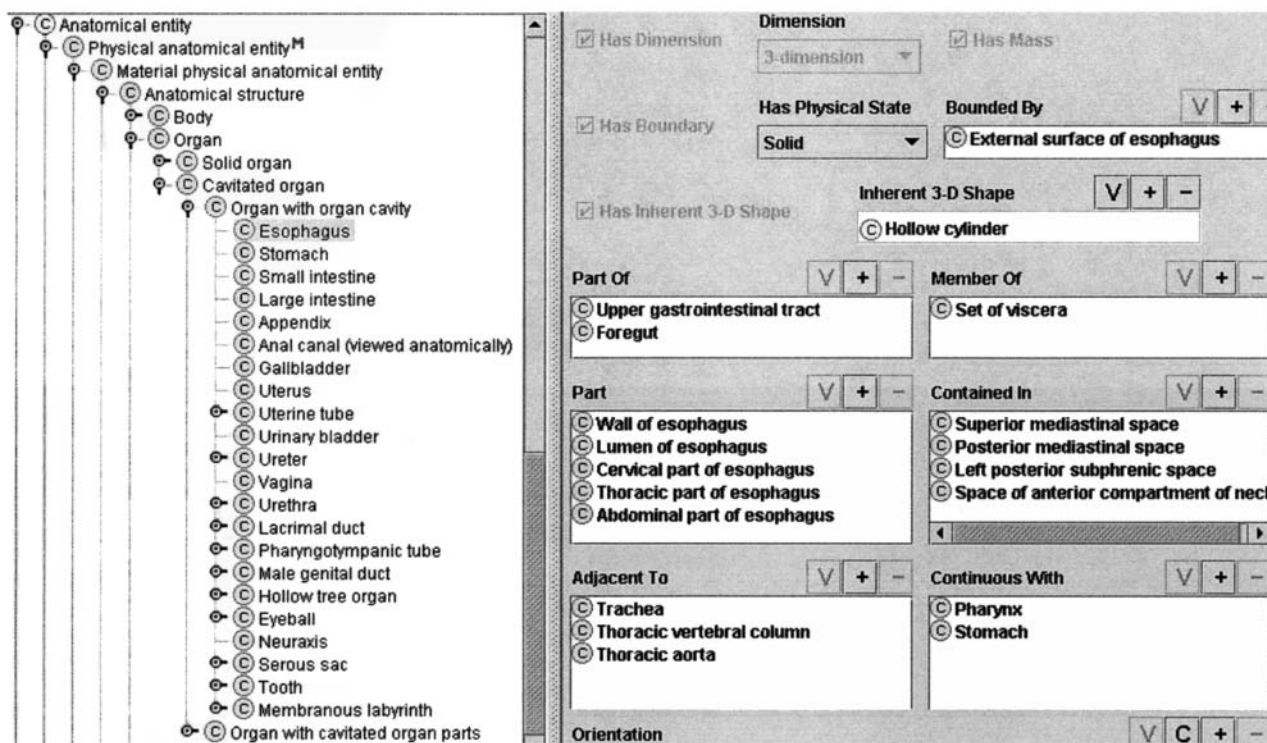 Anatomical entity
Physical anatomical entity M
Material physical anatomical entity
Anatomical structure
Body
Organ
Solid organ
Cavitated organ
Organ with organ cavity
Esophagus
Stomach
Small intestine
Large intestine
Appendix
Anal canal (viewed anatomically)
Gallbladder
Uterus
Uterine tube
Urinary bladder
Ureter
Vagina
Urethra
Lacrimal duct
Pharyngotympanic tube
Male genital duct
Hollow tree organ
Eyeball
Neuraxis
Serous sac
Tooth
Membranous labyrinth
Organ with cavitated organ parts
Dimension
Has Dimension
3-dimension
Has Mass
Has Physical State
Bounded By
V + -
Has Boundary
Solid
External surface of esophagus
Inherent 3-D Shape
V + -
Has Inherent 3-D Shape
Hollow cylinder
Part Of
V + -
Upper gastrointestinal tract
Foregut
Member Of
V + -
Set of viscera
Part
V + -
Wall of esophagus
Lumen of esophagus
Cervical part of esophagus
Thoracic part of esophagus
Abdominal part of esophagus
Contained In
V + -
Superior mediastinal space
Posterior mediastinal space
Left posterior subphrenic space
Space of anterior compartment of necl
Adjacent To
V + -
Trachea
Thoracic vertebral column
Thoracic aorta
Continuous With
V + -
Pharynx
Stomach
Orientation
V C + -